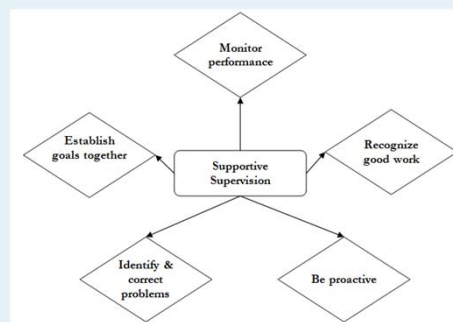 Monitor
performance
Establish
goals together
Recognize
good work
Supportive
Supervision
Identify &
correct
problems
Be proactive